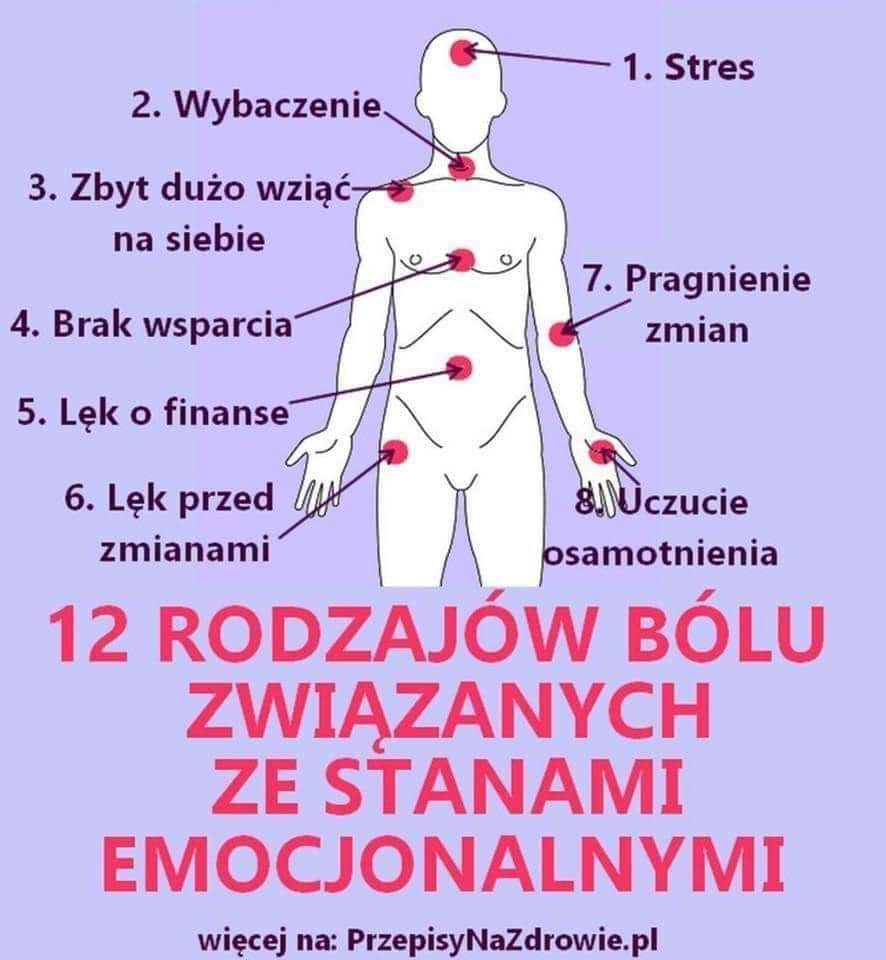 1. Stres
2. Wybaczenie
3. Zbyt dużo wziąć
na siebie
4. Brak wsparcia
5. Lęk o finanse
6. Lęk przed
zmianami
7. Pragnienie
zmian
8. Uczucie
osamotnienia
12 RODZAJÓW BÓLU
ZWIĄZANYCH
ZE STANAMI
EMOCJONALNYMI
więcej na: PrzepisyNaZdrowie.pl